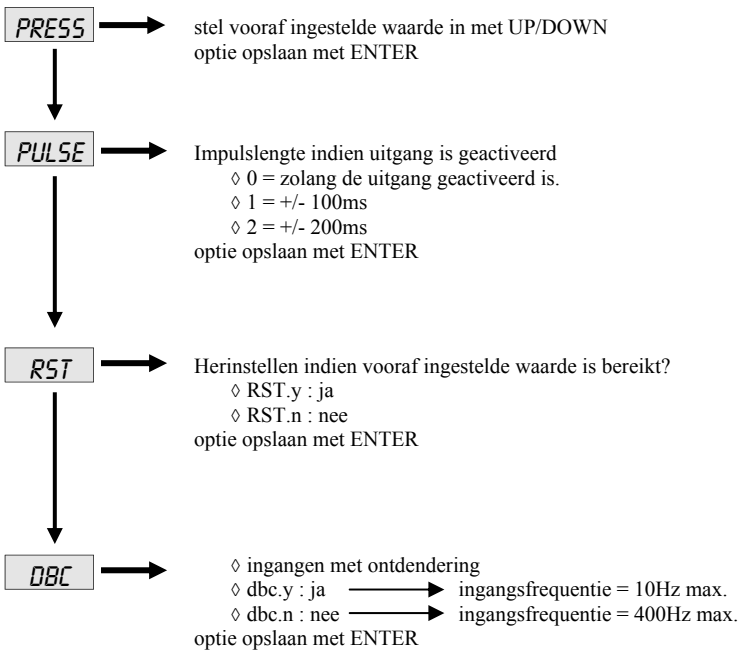 PRESS stel vooraf ingestelde waarde in met UP/DOWN
optie opslaan met ENTER
PULSE Impulslengte indien uitgang is geactiveerd
◊ 0 = zolang de uitgang geactiveerd is.
◊ 1 = +/- 100ms
◊ 2 = +/- 200ms
optie opslaan met ENTER
RST Herinstellen indien vooraf ingestelde waarde is bereikt?
◊ RST.y : ja
◊ RST.n : nee
optie opslaan met ENTER
DBC ◊ ingangen met ontdendering
◊ dbc.y : ja ingangsfrequentie = 10Hz max.
◊ dbc.n : nee ingangsfrequentie = 400Hz max.
optie opslaan met ENTER